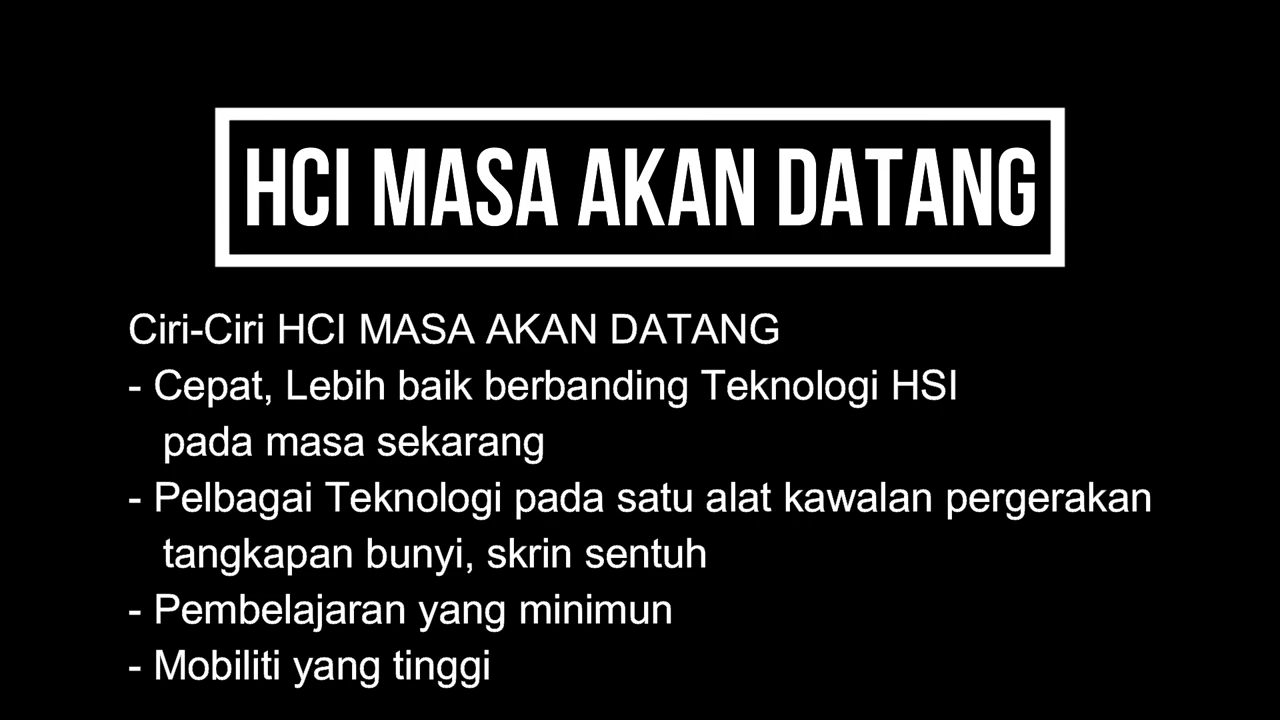 HCI MASA AKAN DATANG
Ciri-Ciri HCI MASA AKAN DATANG
- Cepat, Lebih baik berbanding Teknologi HSI
pada masa sekarang
- Pelbagai Teknologi pada satu alat kawalan pergerakan
tangkapan bunyi, skrin sentuh
- Pembelajaran yang minimun
- Mobiliti yang tinggi